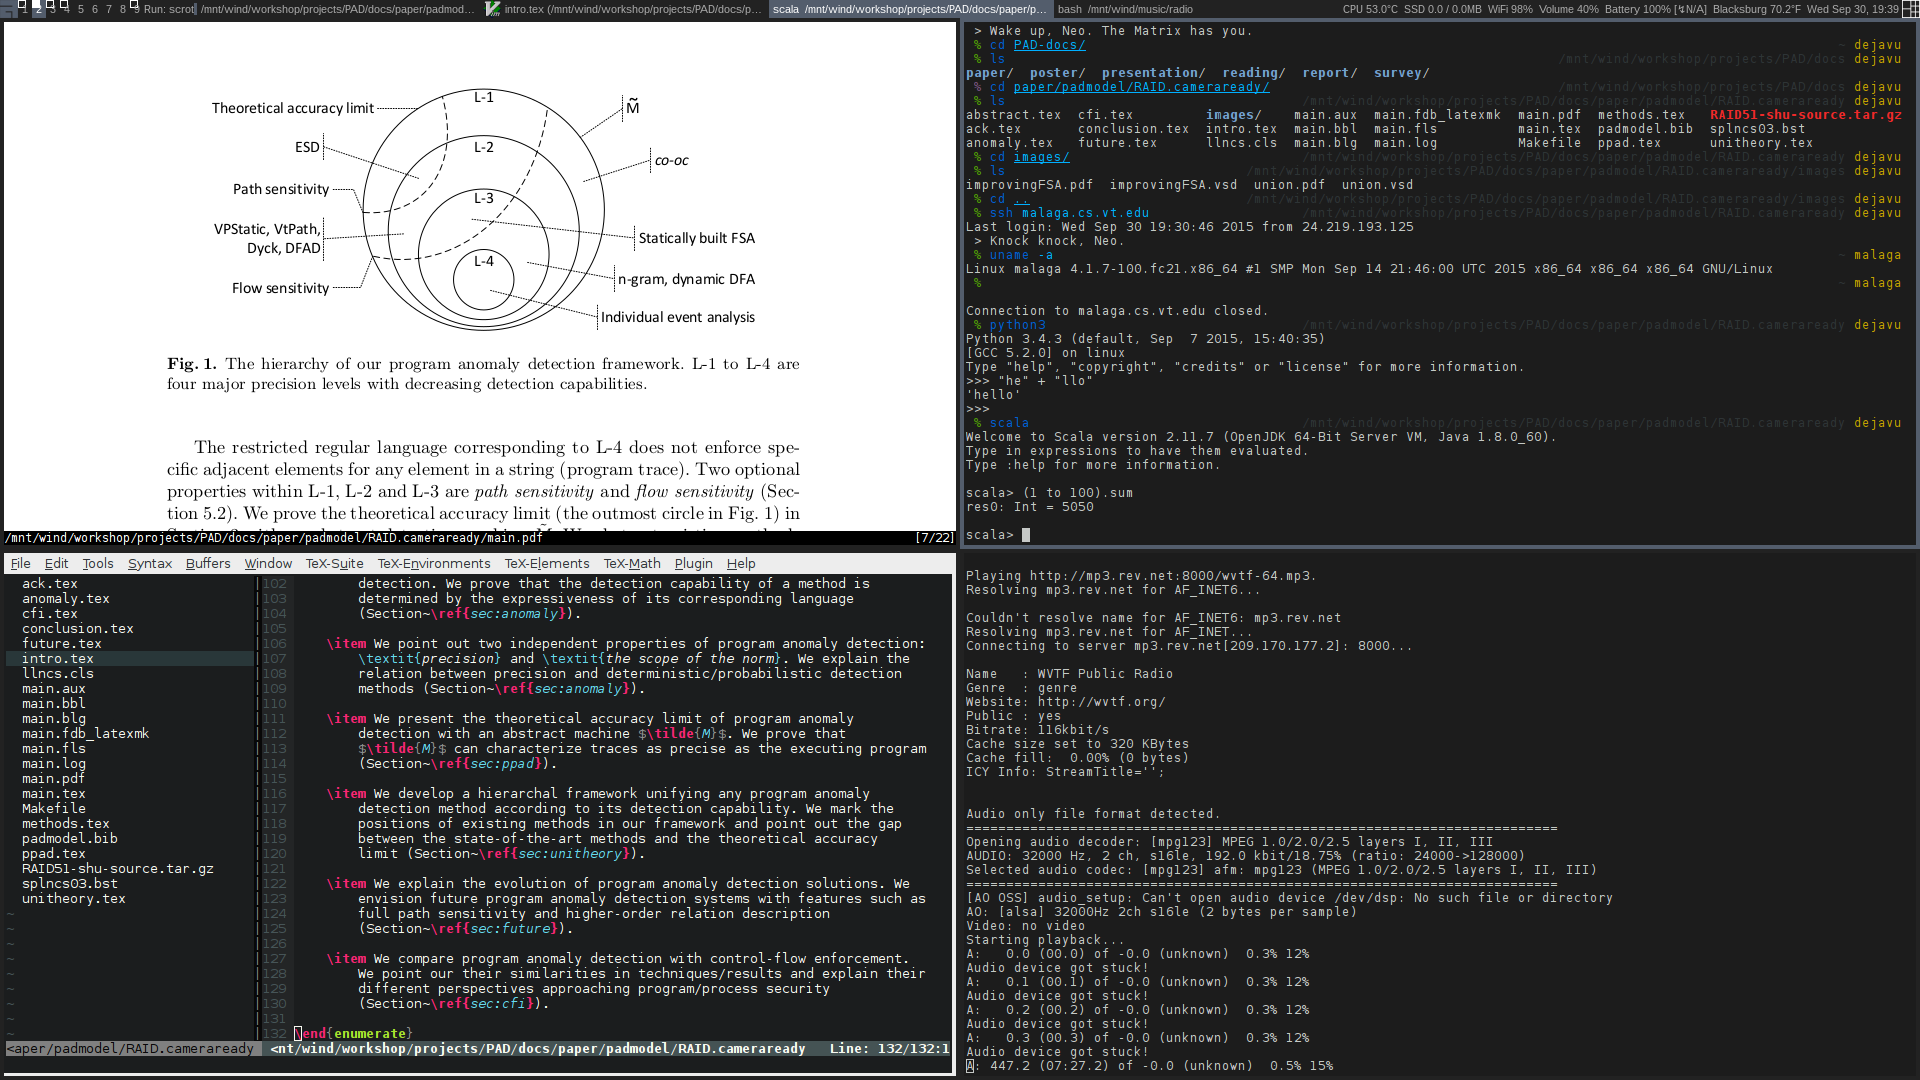 1 2 3 4 5 6 7 8 9 Run: scrot /mnt/wind/workshop/projects/PAD/docs/paper/padmod... intro.tex (/mnt/wind/workshop/projects/PAD/docs/p... scala /mnt/wind/workshop/projects/PAD/docs/paper/p... bash /mnt/wind/music/radio CPU 53.0°C SSD 0.0 / 0.0MB WiFi 98% Volume 40% Battery 100% [↯N/A] Blacksburg 70.2°F Wed Sep 30, 19:39
L-1
Theoretical accuracy limit
M̃
ESD
L-2
co-oc
Path sensitivity
L-3
VPStatic, VtPath,
Dyck, DFAD
Statically built FSA
L-4
n-gram, dynamic DFA
Flow sensitivity
Individual event analysis
Fig. 1. The hierarchy of our program anomaly detection framework. L-1 to L-4 are
four major precision levels with decreasing detection capabilities.
The restricted regular language corresponding to L-4 does not enforce spe-
cific adjacent elements for any element in a string (program trace). Two optional
properties within L-1, L-2 and L-3 are path sensitivity and flow sensitivity (Sec-
tion 5.2). We prove the theoretical accuracy limit (the outmost circle in Fig. 1) in
/mnt/wind/workshop/projects/PAD/docs/paper/padmodel/RAID.cameraready/main.pdf [7/22]
> Wake up, Neo. The Matrix has you.
% cd PAD-docs/ ~ dejavu
% ls /mnt/wind/workshop/projects/PAD/docs dejavu
paper/ poster/ presentation/ reading/ report/ survey/
% cd paper/padmodel/RAID.cameraready/ /mnt/wind/workshop/projects/PAD/docs dejavu
% ls /mnt/wind/workshop/projects/PAD/docs/paper/padmodel/RAID.cameraready dejavu
abstract.tex cfi.tex images/ main.aux main.fdb_latexmk main.pdf methods.tex RAID51-shu-source.tar.gz
ack.tex conclusion.tex intro.tex main.bbl main.fls main.tex padmodel.bib splncs03.bst
anomaly.tex future.tex llncs.cls main.blg main.log Makefile ppad.tex unitheory.tex
% cd images/ /mnt/wind/workshop/projects/PAD/docs/paper/padmodel/RAID.cameraready dejavu
% ls /mnt/wind/workshop/projects/PAD/docs/paper/padmodel/RAID.cameraready/images dejavu
improvingFSA.pdf improvingFSA.vsd union.pdf union.vsd
% cd .. /mnt/wind/workshop/projects/PAD/docs/paper/padmodel/RAID.cameraready/images dejavu
% ssh malaga.cs.vt.edu /mnt/wind/workshop/projects/PAD/docs/paper/padmodel/RAID.cameraready dejavu
Last login: Wed Sep 30 19:30:46 2015 from 24.219.193.125
> Knock knock, Neo.
% uname -a ~ malaga
Linux malaga 4.1.7-100.fc21.x86_64 #1 SMP Mon Sep 14 21:46:00 UTC 2015 x86_64 x86_64 x86_64 GNU/Linux
% ~ malaga
Connection to malaga.cs.vt.edu closed.
% python3 /mnt/wind/workshop/projects/PAD/docs/paper/padmodel/RAID.cameraready dejavu
Python 3.4.3 (default, Sep  7 2015, 15:40:35)
[GCC 5.2.0] on linux
Type "help", "copyright", "credits" or "license" for more information.
>>> "he" + "llo"
'hello'
>>>
% scala /mnt/wind/workshop/projects/PAD/docs/paper/padmodel/RAID.cameraready dejavu
Welcome to Scala version 2.11.7 (OpenJDK 64-Bit Server VM, Java 1.8.0_60).
Type in expressions to have them evaluated.
Type :help for more information.
scala> (1 to 100).sum
res0: Int = 5050
scala>
File Edit Tools Syntax Buffers Window TeX-Suite TeX-Environments TeX-Elements TeX-Math Plugin Help
ack.tex
anomaly.tex
cfi.tex
conclusion.tex
future.tex
intro.tex
llncs.cls
main.aux
main.bbl
main.blg
main.fdb_latexmk
main.fls
main.log
main.pdf
main.tex
Makefile
methods.tex
padmodel.bib
ppad.tex
RAID51-shu-source.tar.gz
splncs03.bst
unitheory.tex
~
~
~
~
~
~
~
~
~
<aper/padmodel/RAID.cameraready
102 detection. We prove that the detection capability of a method is
103 determined by the expressiveness of its corresponding language
104 (Section~\ref{sec:anomaly}).
105
106 \item We point out two independent properties of program anomaly detection:
107 \textit{precision} and \textit{the scope of the norm}. We explain the
108 relation between precision and deterministic/probabilistic detection
109 methods (Section~\ref{sec:anomaly}).
110
111 \item We present the theoretical accuracy limit of program anomaly
112 detection with an abstract machine $\tilde{M}$. We prove that
113 $\tilde{M}$ can characterize traces as precise as the executing program
114 (Section~\ref{sec:ppad}).
115
116 \item We develop a hierarchal framework unifying any program anomaly
117 detection method according to its detection capability. We mark the
118 positions of existing methods in our framework and point out the gap
119 between the state-of-the-art methods and the theoretical accuracy
120 limit (Section~\ref{sec:unitheory}).
121
122 \item We explain the evolution of program anomaly detection solutions. We
123 envision future program anomaly detection systems with features such as
124 full path sensitivity and higher-order relation description
125 (Section~\ref{sec:future}).
126
127 \item We compare program anomaly detection with control-flow enforcement.
128 We point our their similarities in techniques/results and explain their
129 different perspectives approaching program/process security
130 (Section~\ref{sec:cfi}).
131
132 \end{enumerate}
<nt/wind/workshop/projects/PAD/docs/paper/padmodel/RAID.cameraready Line: 132/132:1
Playing http://mp3.rev.net:8000/wvtf-64.mp3.
Resolving mp3.rev.net for AF_INET6...
Couldn't resolve name for AF_INET6: mp3.rev.net
Resolving mp3.rev.net for AF_INET...
Connecting to server mp3.rev.net[209.170.177.2]: 8000...
Name   : WVTF Public Radio
Genre  : genre
Website: http://wvtf.org/
Public : yes
Bitrate: 116kbit/s
Cache size set to 320 KBytes
Cache fill:  0.00% (0 bytes)
ICY Info: StreamTitle='';
Audio only file format detected.
==========================================================================
Opening audio decoder: [mpg123] MPEG 1.0/2.0/2.5 layers I, II, III
AUDIO: 32000 Hz, 2 ch, s16le, 192.0 kbit/18.75% (ratio: 24000->128000)
Selected audio codec: [mpg123] afm: mpg123 (MPEG 1.0/2.0/2.5 layers I, II, III)
==========================================================================
[AO OSS] audio_setup: Can't open audio device /dev/dsp: No such file or directory
AO: [alsa] 32000Hz 2ch s16le (2 bytes per sample)
Video: no video
Starting playback...
A:   0.0 (00.0) of -0.0 (unknown)  0.3% 12%
Audio device got stuck!
A:   0.1 (00.1) of -0.0 (unknown)  0.3% 12%
Audio device got stuck!
A:   0.2 (00.2) of -0.0 (unknown)  0.3% 12%
Audio device got stuck!
A:   0.3 (00.3) of -0.0 (unknown)  0.3% 12%
Audio device got stuck!
A: 447.2 (07:27.2) of -0.0 (unknown)  0.5% 15%